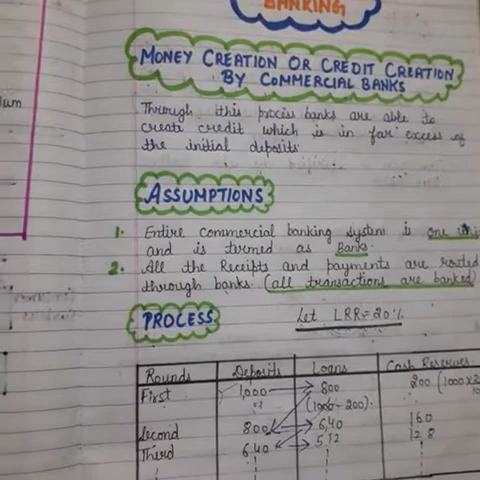 BANKING
MONEY CREATION OR CREDIT CREATION
BY COMMERCIAL BANKS
Through this process banks are able to
create credit which is in far excess of
the initial deposits
ASSUMPTIONS
1. Entire commercial banking system is one unit
and is termed as Banks.
2. All the Receipts and payments are routed
through banks. (all transactions are banked)
PROCESS
Let LRR=20%
Rounds Deposits Loans Cash Reserves
First 1,000 800 200 (1000×2
(1000-200)
Second 800 640 160
Third 640 512 128